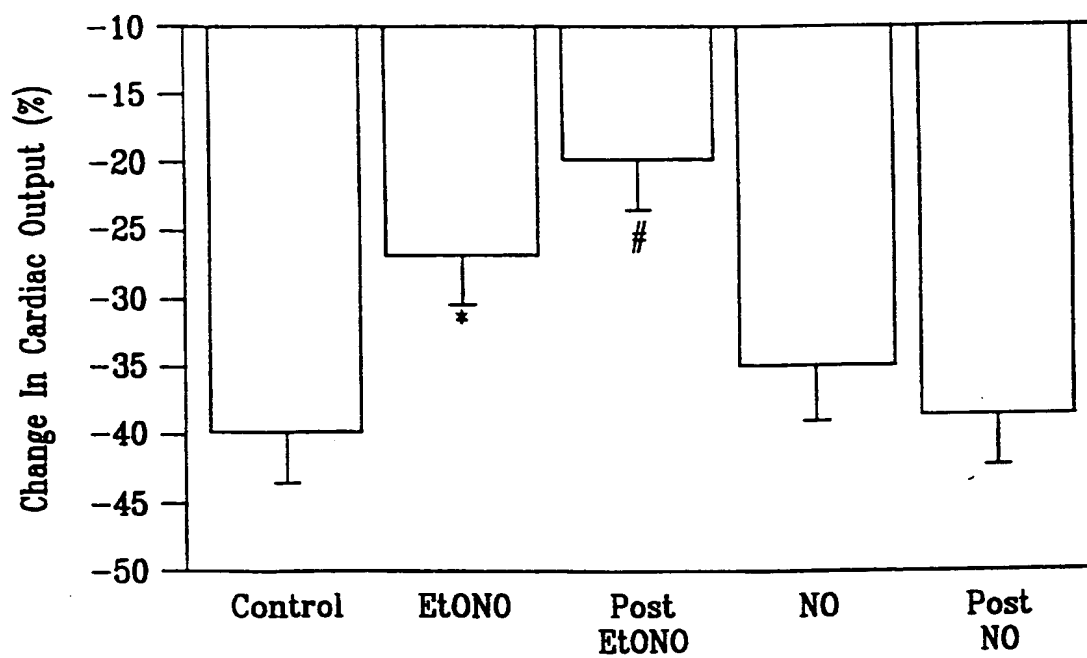 Change In Cardiac Output (%)
-10
-15
-20
-25
-30
-35
-40
-45
-50
*
#
Control
EtONO
Post
EtONO
NO
Post
NO